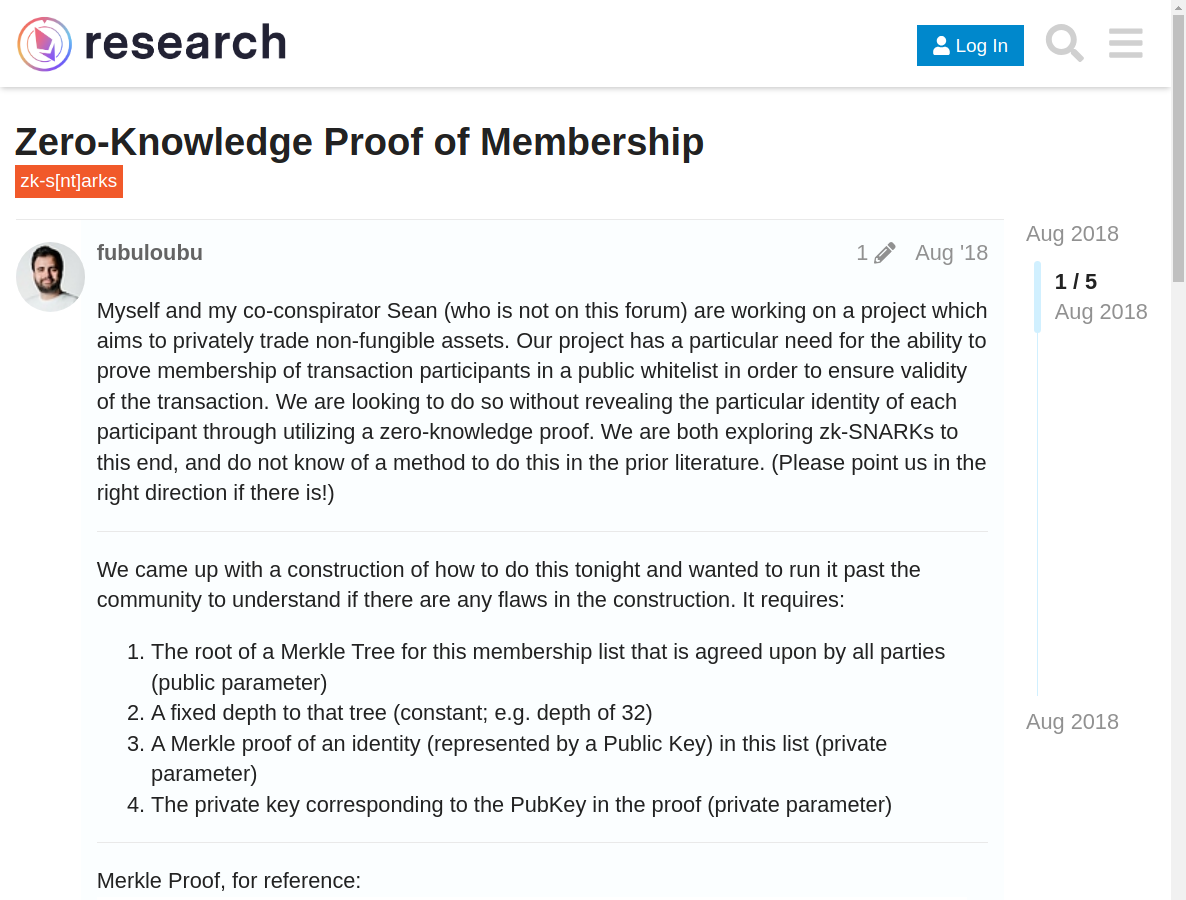 research
Log In
Zero-Knowledge Proof of Membership
zk-s[nt]arks
fubuloubu
1
Aug '18
Myself and my co-conspirator Sean (who is not on this forum) are working on a project which
aims to privately trade non-fungible assets. Our project has a particular need for the ability to
prove membership of transaction participants in a public whitelist in order to ensure validity
of the transaction. We are looking to do so without revealing the particular identity of each
participant through utilizing a zero-knowledge proof. We are both exploring zk-SNARKs to
this end, and do not know of a method to do this in the prior literature. (Please point us in the
right direction if there is!)
We came up with a construction of how to do this tonight and wanted to run it past the
community to understand if there are any flaws in the construction. It requires:
1. The root of a Merkle Tree for this membership list that is agreed upon by all parties
(public parameter)
2. A fixed depth to that tree (constant; e.g. depth of 32)
3. A Merkle proof of an identity (represented by a Public Key) in this list (private
parameter)
4. The private key corresponding to the PubKey in the proof (private parameter)
Merkle Proof, for reference:
Aug 2018
1 / 5
Aug 2018
Aug 2018